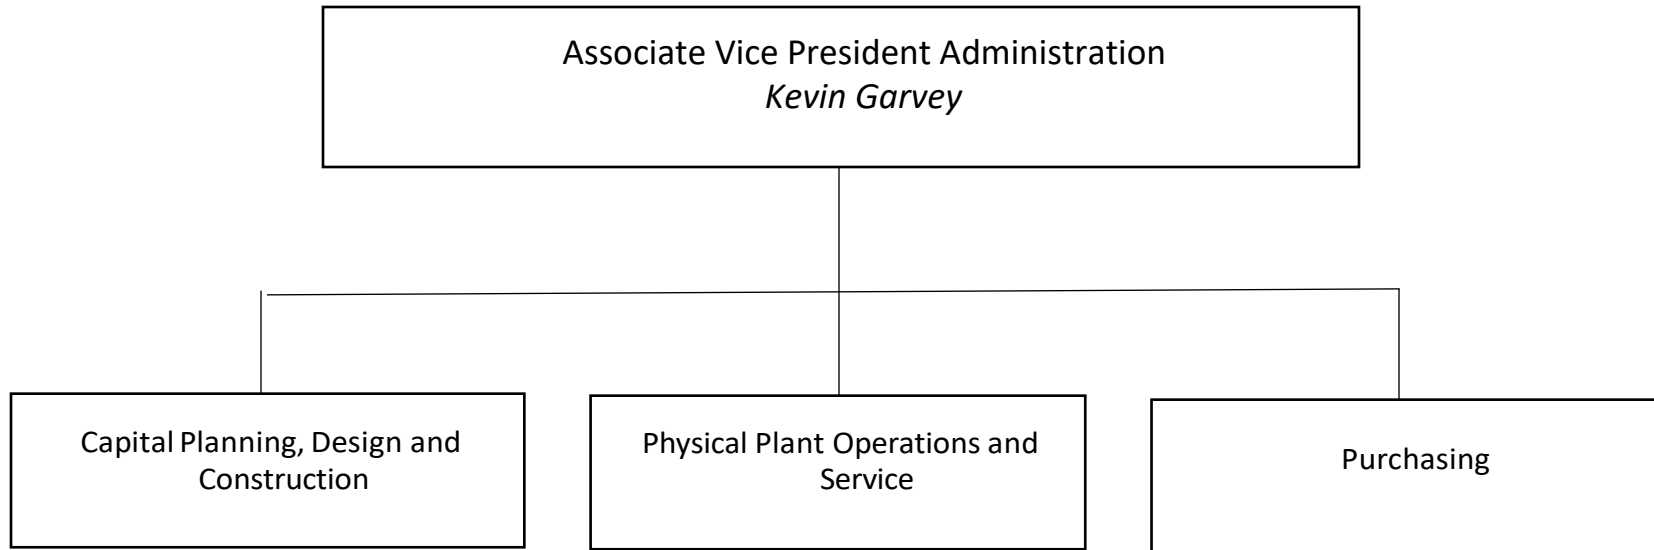 Associate Vice President Administration
Kevin Garvey
Capital Planning, Design and
Construction
Physical Plant Operations and
Service
Purchasing